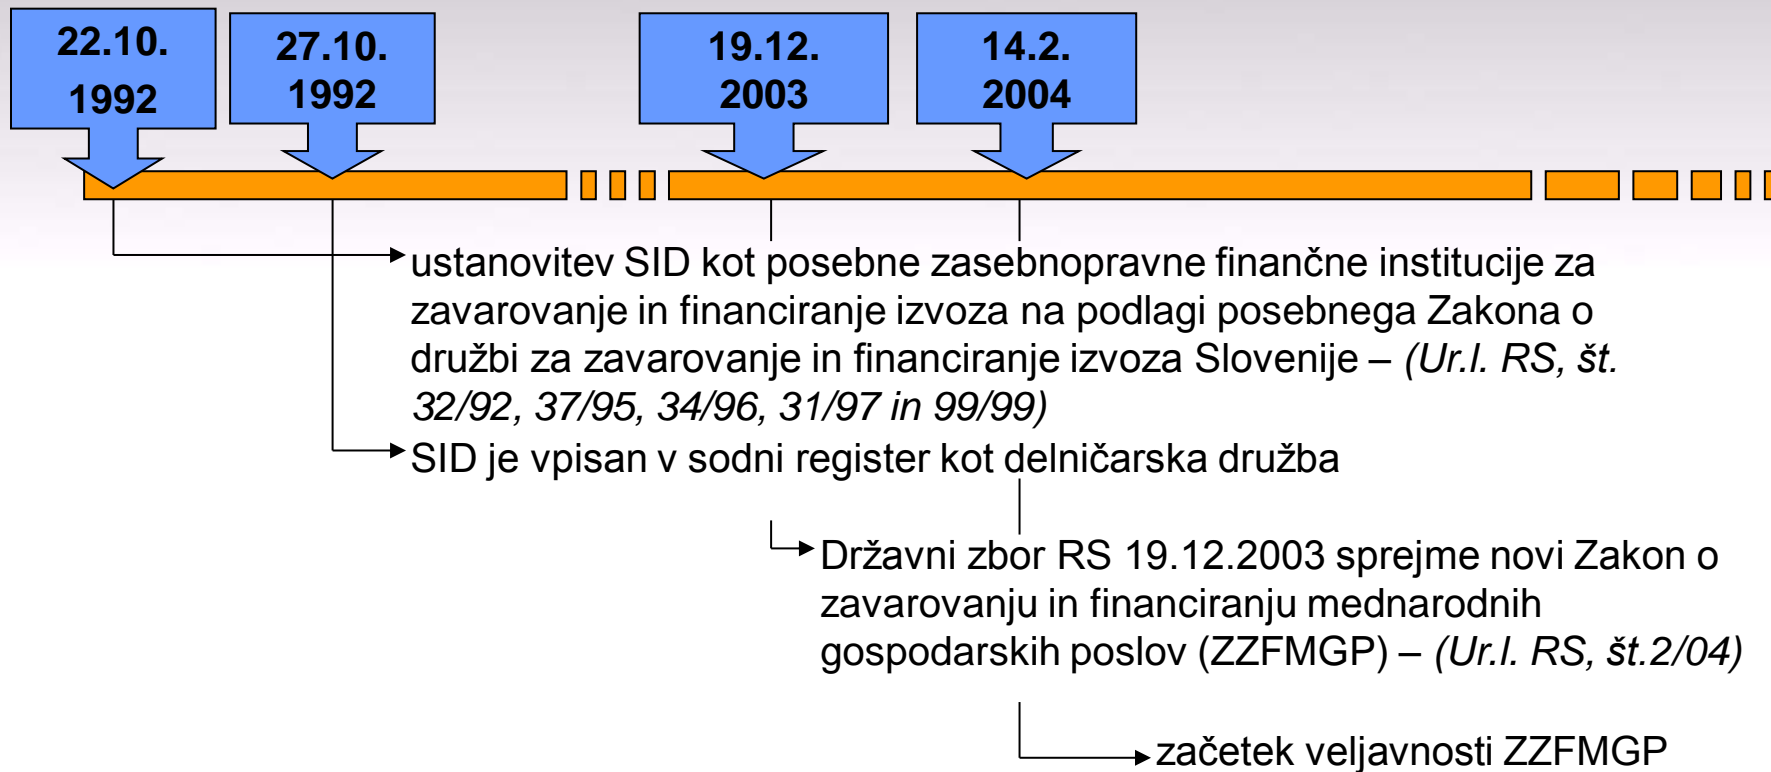 22.10.
1992
27.10.
1992
19.12.
2003
14.2.
2004
ustanovitev SID kot posebne zasebnopravne finančne institucije za
zavarovanje in financiranje izvoza na podlagi posebnega Zakona o
družbi za zavarovanje in financiranje izvoza Slovenije – (Ur.l. RS, št.
32/92, 37/95, 34/96, 31/97 in 99/99)
SID je vpisan v sodni register kot delničarska družba
Državni zbor RS 19.12.2003 sprejme novi Zakon o
zavarovanju in financiranju mednarodnih
gospodarskih poslov (ZZFMGP) – (Ur.l. RS, št.2/04)
začetek veljavnosti ZZFMGP